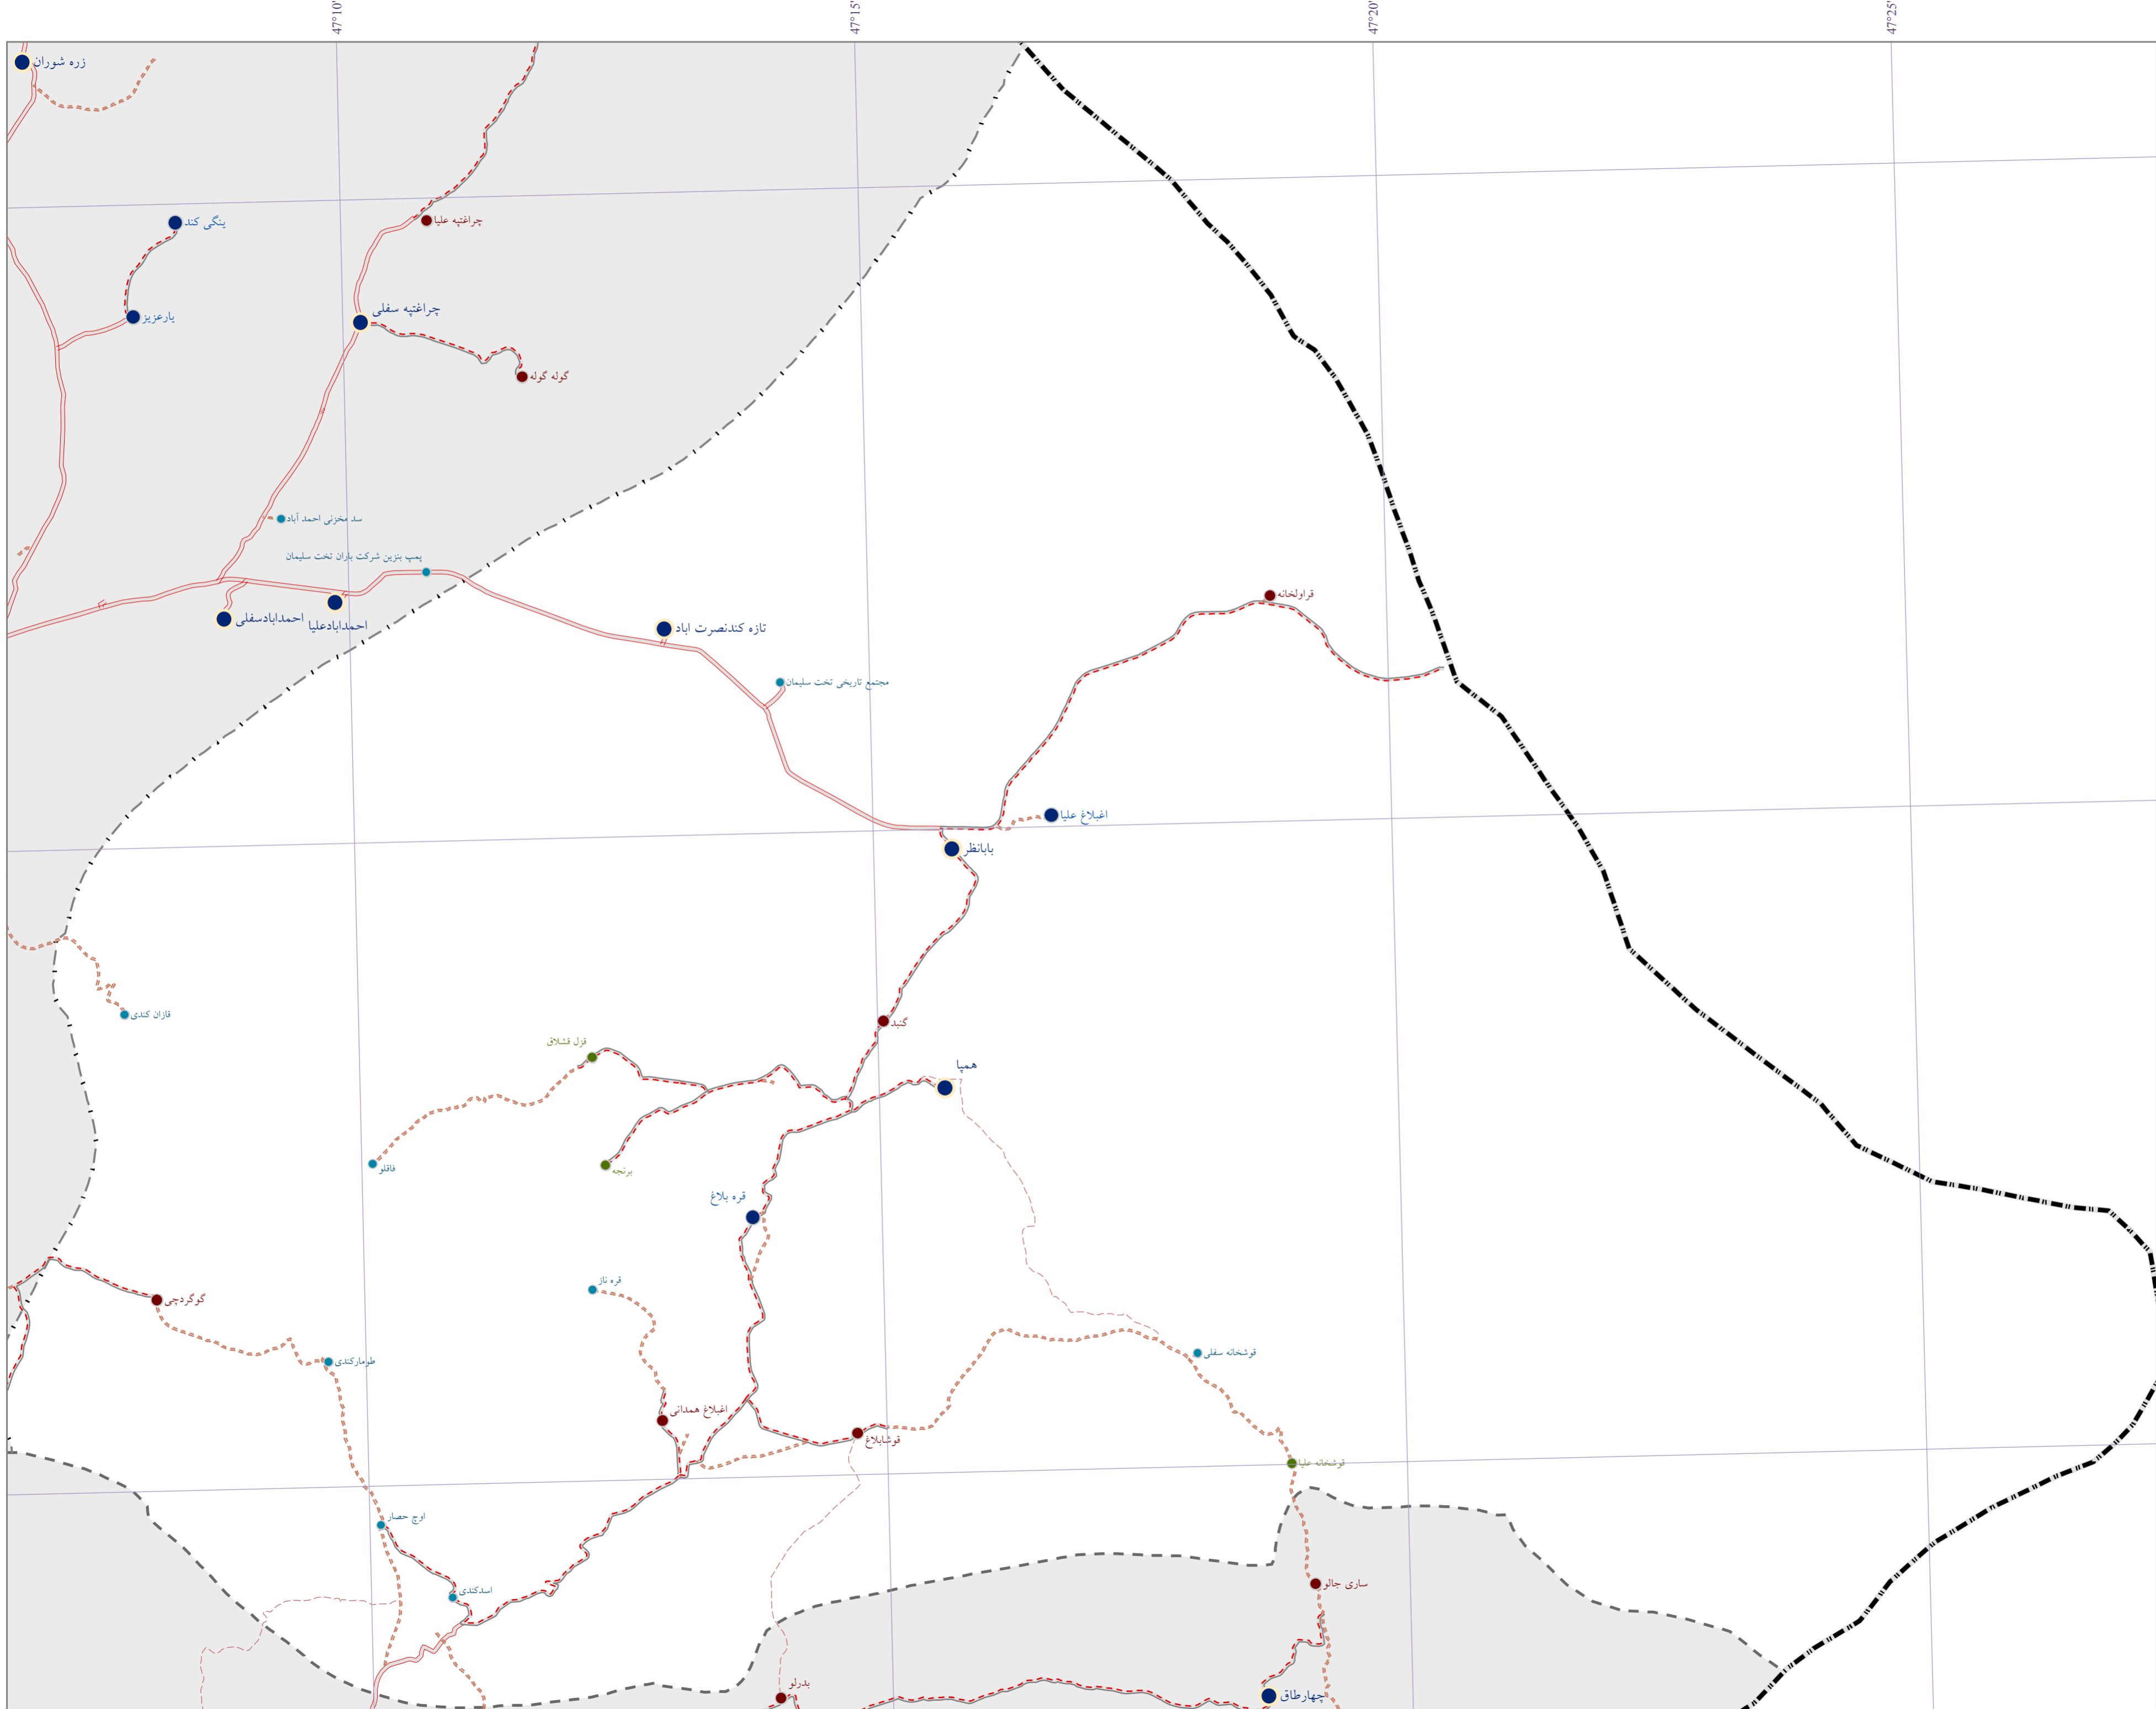 47°10'
47°15'
47°20'
47°25'
زره شوران
ینگی کند
چراغتپه علیا
یارعزیز
چراغتپه سفلی
گوله گوله
سد مخزنی احمد آباد
پمپ بنزین شرکت باران تخت سلیمان
احمدابادسفلی
احمدابادعلیا
تازه کندنصرت اباد
قراولخانه
مجتمع تاریخی تخت سلیمان
اغبلاغ علیا
بابانظر
قازان کندی
گنبد
قزل قشلاق
همپا
قاقلو
برنجه
قره بلاغ
قره ناز
گوگردچی
طومارکندی
قوشخانه سفلی
اغبلاغ همدانی
قوشابلاغ
قوشخانه علیا
اوچ حصار
اسدکندی
ساری جالو
بدرلو
چهارطاق